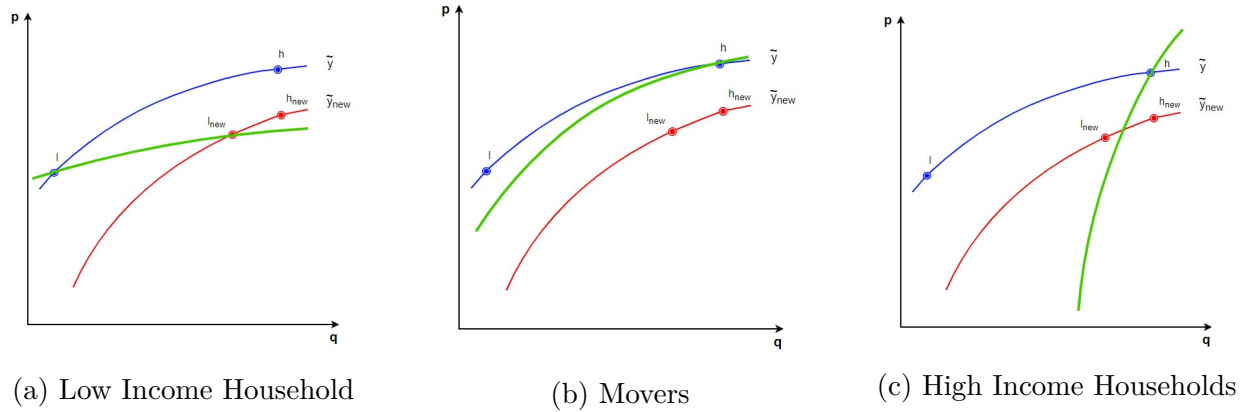 p
h
ỹ
h_new
ỹ_new
l_new
l
q
(a) Low Income Household
p
h
ỹ
h_new
ỹ_new
l_new
l
q
(b) Movers
p
h
ỹ
h_new
ỹ_new
l_new
l
q
(c) High Income Households